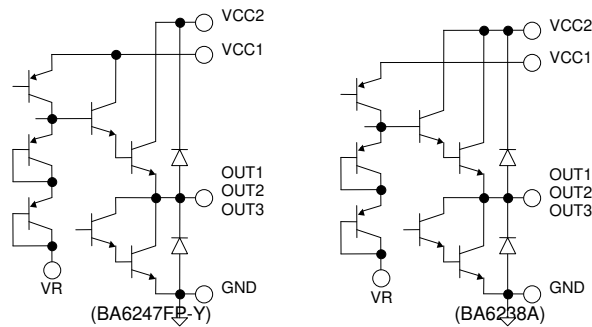 VCC2
VCC1
OUT1
OUT2
OUT3
GND
VR
(BA6247FP-Y)
VCC2
VCC1
OUT1
OUT2
OUT3
GND
VR
(BA6238A)